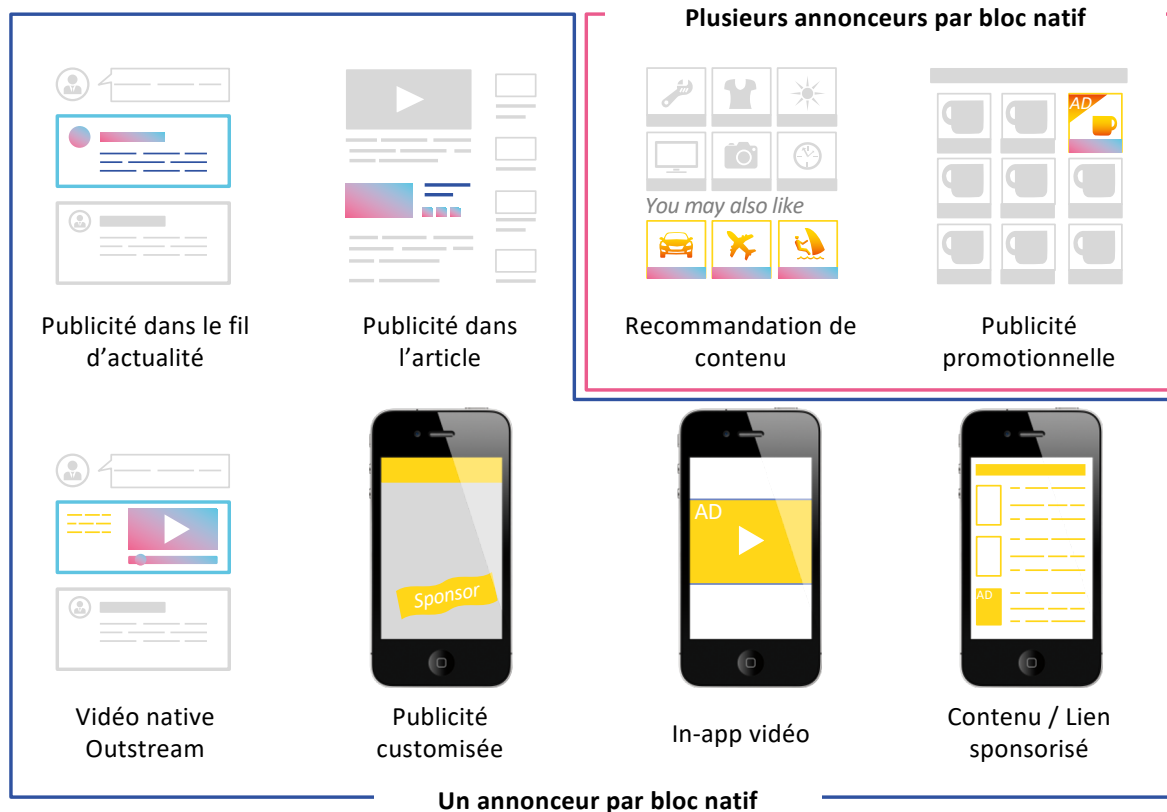 Plusieurs annonceurs par bloc natif
AD
You may also like
Publicité dans le fil
d’actualité
Publicité dans
l’article
Recommandation de
contenu
Publicité
promotionnelle
Sponsor
AD
AD
Vidéo native
Outstream
Publicité
customisée
In-app vidéo
Contenu / Lien
sponsorisé
Un annonceur par bloc natif